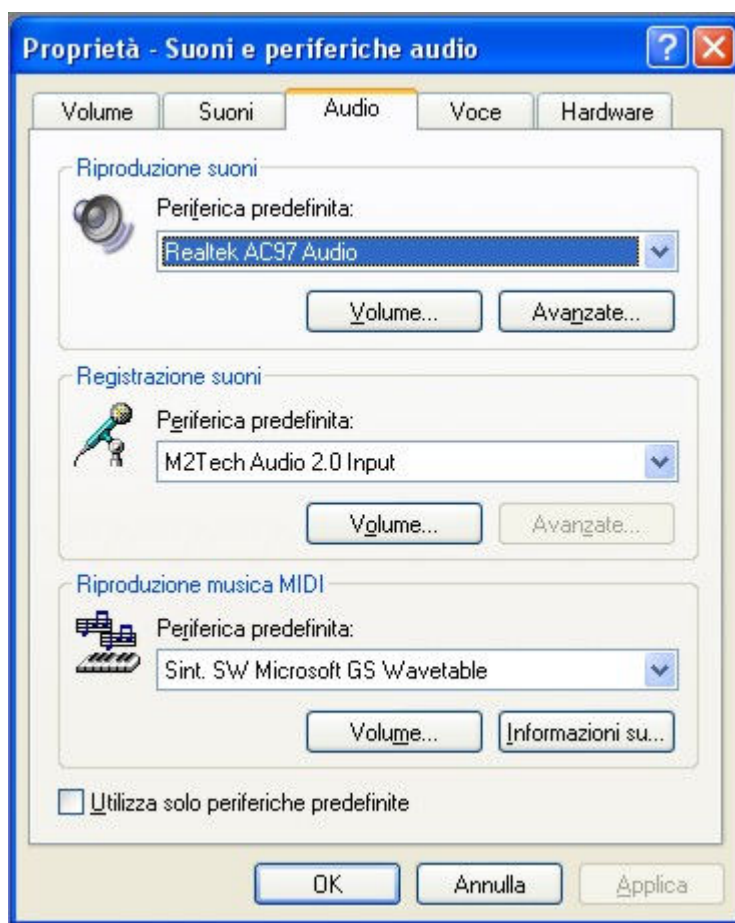 Proprietà - Suoni e periferiche audio
Volume Suoni Audio Voce Hardware
Riproduzione suoni
Periferica predefinita:
Realtek AC97 Audio
Volume... Avanzate...
Registrazione suoni
Periferica predefinita:
M2Tech Audio 2.0 Input
Volume... Avanzate...
Riproduzione musica MIDI
Periferica predefinita:
Sint. SW Microsoft GS Wavetable
Volume... Informazioni su...
Utilizza solo periferiche predefinite
OK Annulla Applica